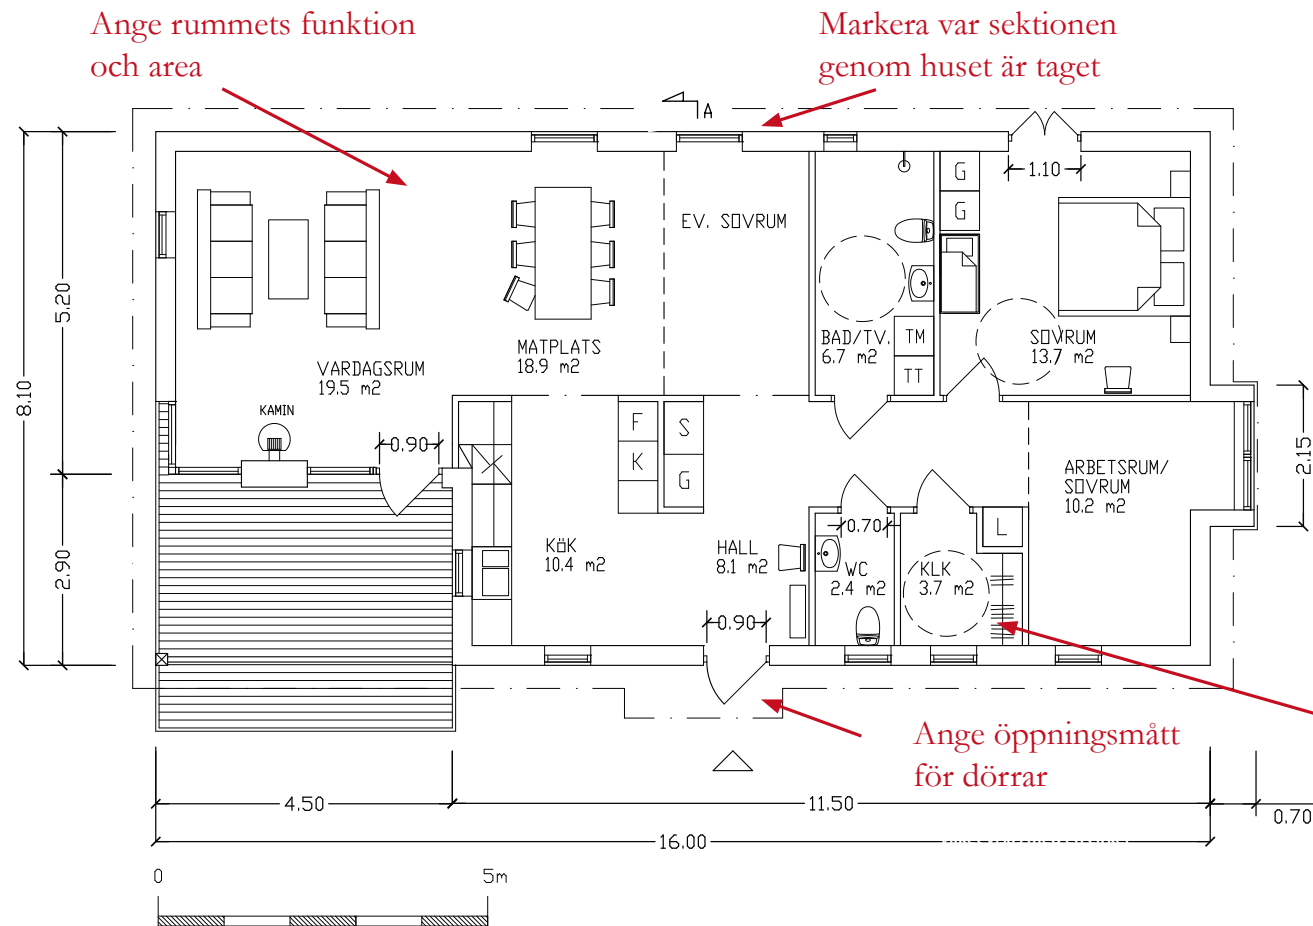 Ange rummets funktion
och area
Markera var sektionen
genom huset är taget
A
1.10
G
G
EV. SOVRUM
5.20
8.10
2.90
VARDAGSRUM
19.5 m2
MATPLATS
18.9 m2
BAD/TV.
6.7 m2
TM
TT
SOVRUM
13.7 m2
KAMIN
0.90
F
K
S
G
2.15
ARBETSRUM/
SOVRUM
10.2 m2
0.70
L
KÖK
10.4 m2
HALL
8.1 m2
WC
2.4 m2
KLK
3.7 m2
0.90
Ange öppningsmått
för dörrar
4.50
11.50
0.70
16.00
0
5m